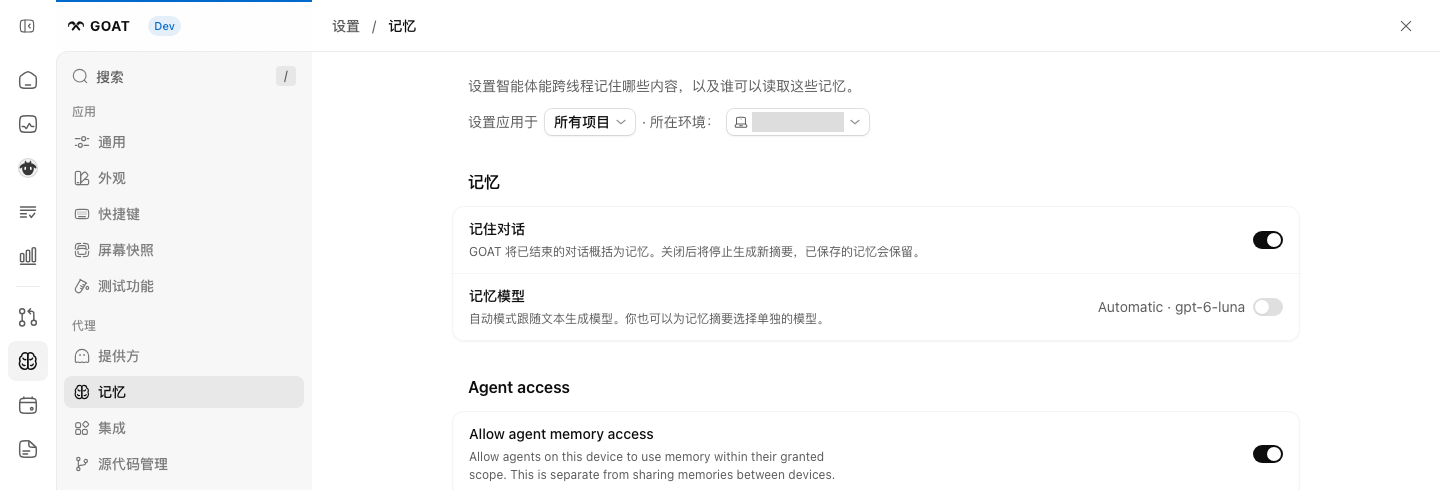 GOAT Dev
设置 / 记忆
搜索 /
应用
通用
外观
快捷键
屏幕快照
测试功能
代理
提供方
记忆
集成
源代码管理
设置智能体能跨线程记住哪些内容，以及谁可以读取这些记忆。
设置应用于 所有项目 · 所在环境：
记忆
记住对话
GOAT 将已结束的对话概括为记忆。关闭后将停止生成新摘要，已保存的记忆会保留。
记忆模型
自动模式跟随文本生成模型。你也可以为记忆摘要选择单独的模型。
Automatic · gpt-6-luna
Agent access
Allow agent memory access
Allow agents on this device to use memory within their granted
scope. This is separate from sharing memories between devices.